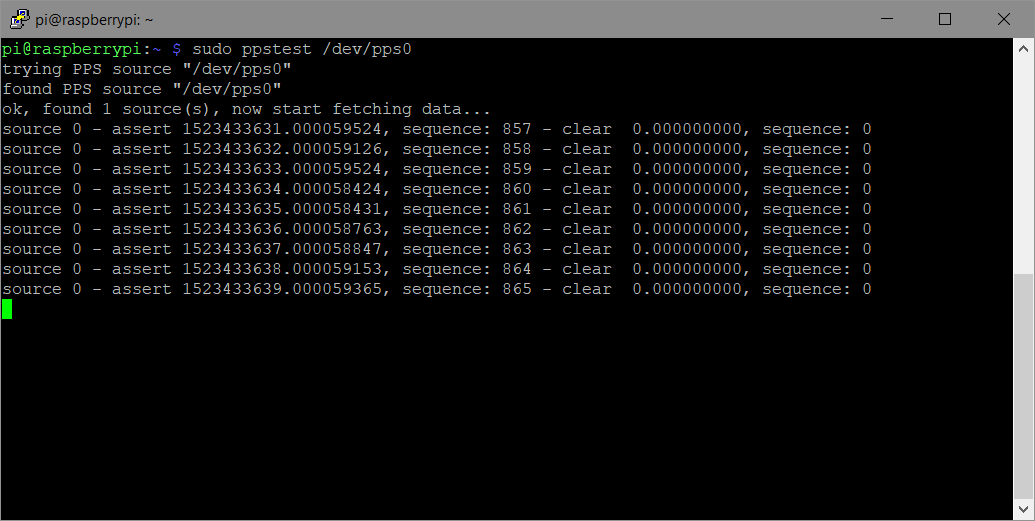 pi@raspberrypi: ~
pi@raspberrypi:~ $ sudo ppstest /dev/pps0
trying PPS source "/dev/pps0"
found PPS source "/dev/pps0"
ok, found 1 source(s), now start fetching data...
source 0 - assert 1523433631.000059524, sequence: 857 - clear  0.000000000, sequence: 0
source 0 - assert 1523433632.000059126, sequence: 858 - clear  0.000000000, sequence: 0
source 0 - assert 1523433633.000059524, sequence: 859 - clear  0.000000000, sequence: 0
source 0 - assert 1523433634.000058424, sequence: 860 - clear  0.000000000, sequence: 0
source 0 - assert 1523433635.000058431, sequence: 861 - clear  0.000000000, sequence: 0
source 0 - assert 1523433636.000058763, sequence: 862 - clear  0.000000000, sequence: 0
source 0 - assert 1523433637.000058847, sequence: 863 - clear  0.000000000, sequence: 0
source 0 - assert 1523433638.000059153, sequence: 864 - clear  0.000000000, sequence: 0
source 0 - assert 1523433639.000059365, sequence: 865 - clear  0.000000000, sequence: 0